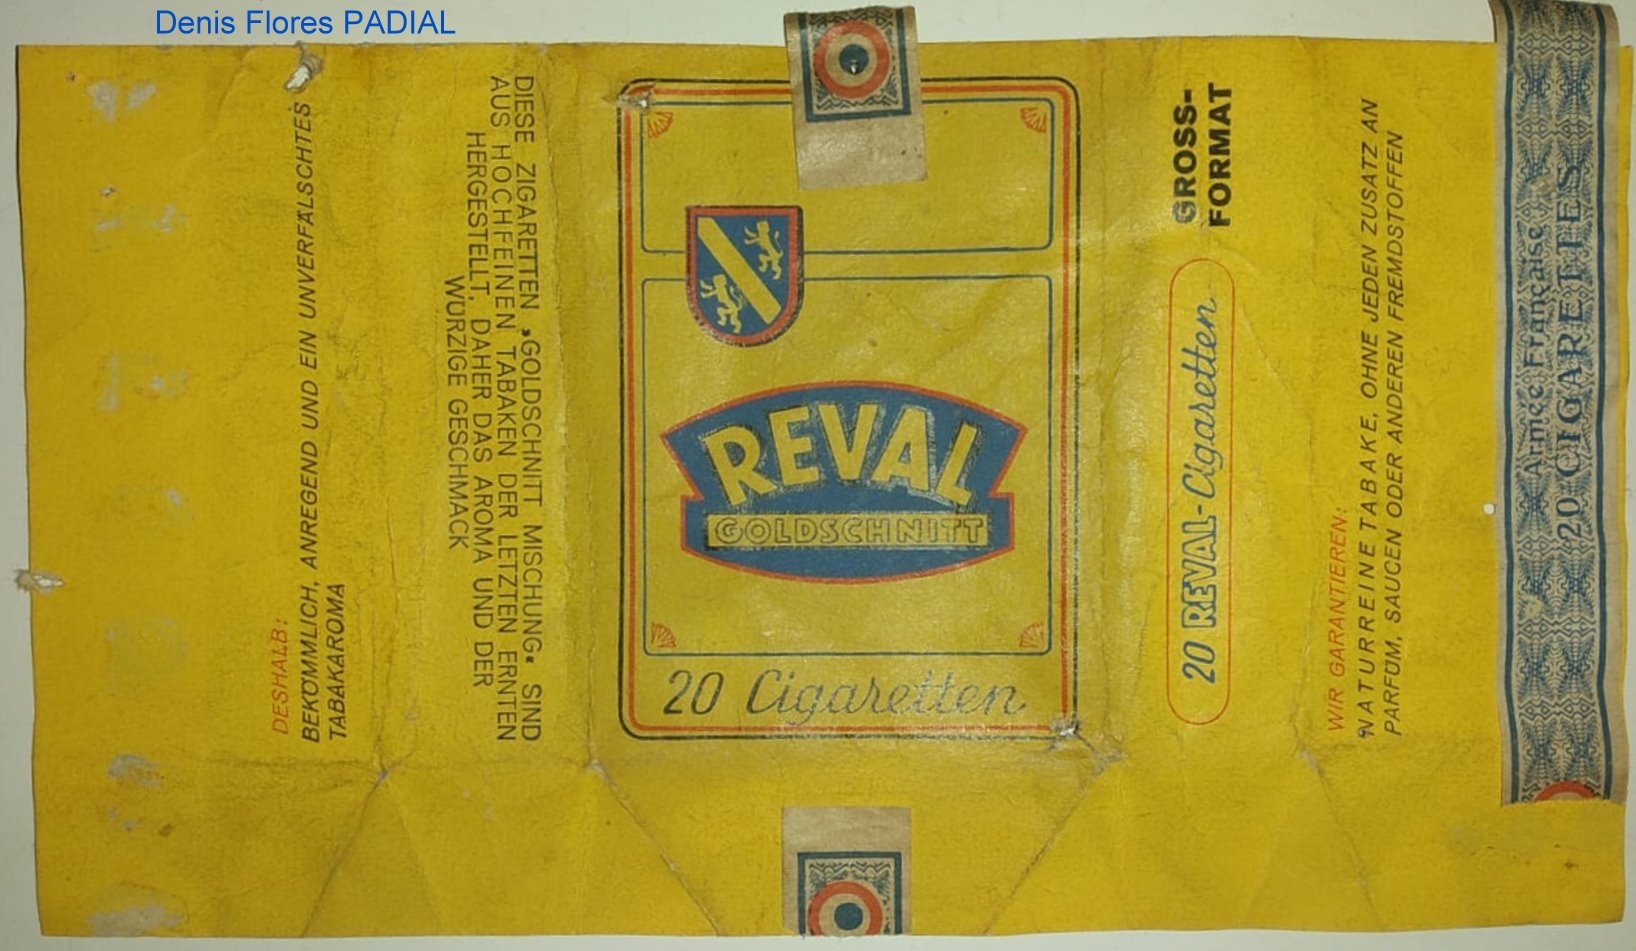 Denis Flores PADIAL
DESHALB:
BEKOMMLICH, ANREGEND UND EIN UNVERFÄLSCHTES
TABAKAROMA
DIESE ZIGARETTEN „GOLDSCHNITT MISCHUNG“ SIND
AUS HOCHFEINEN TABAKEN DER LETZTEN ERNTEN
HERGESTELLT, DAHER DAS AROMA UND DER
WÜRZIGE GESCHMACK
REVAL
GOLDSCHNITT
20 Cigaretten
GROSS-
FORMAT
20 REVAL-Cigaretten
WIR GARANTIEREN:
NATURREINE TABAKE, OHNE JEDEN ZUSATZ AN
PARFÜM, SAUCEN ODER ANDEREN FREMDSTOFFEN
Armée Française
20 CIGARETTES